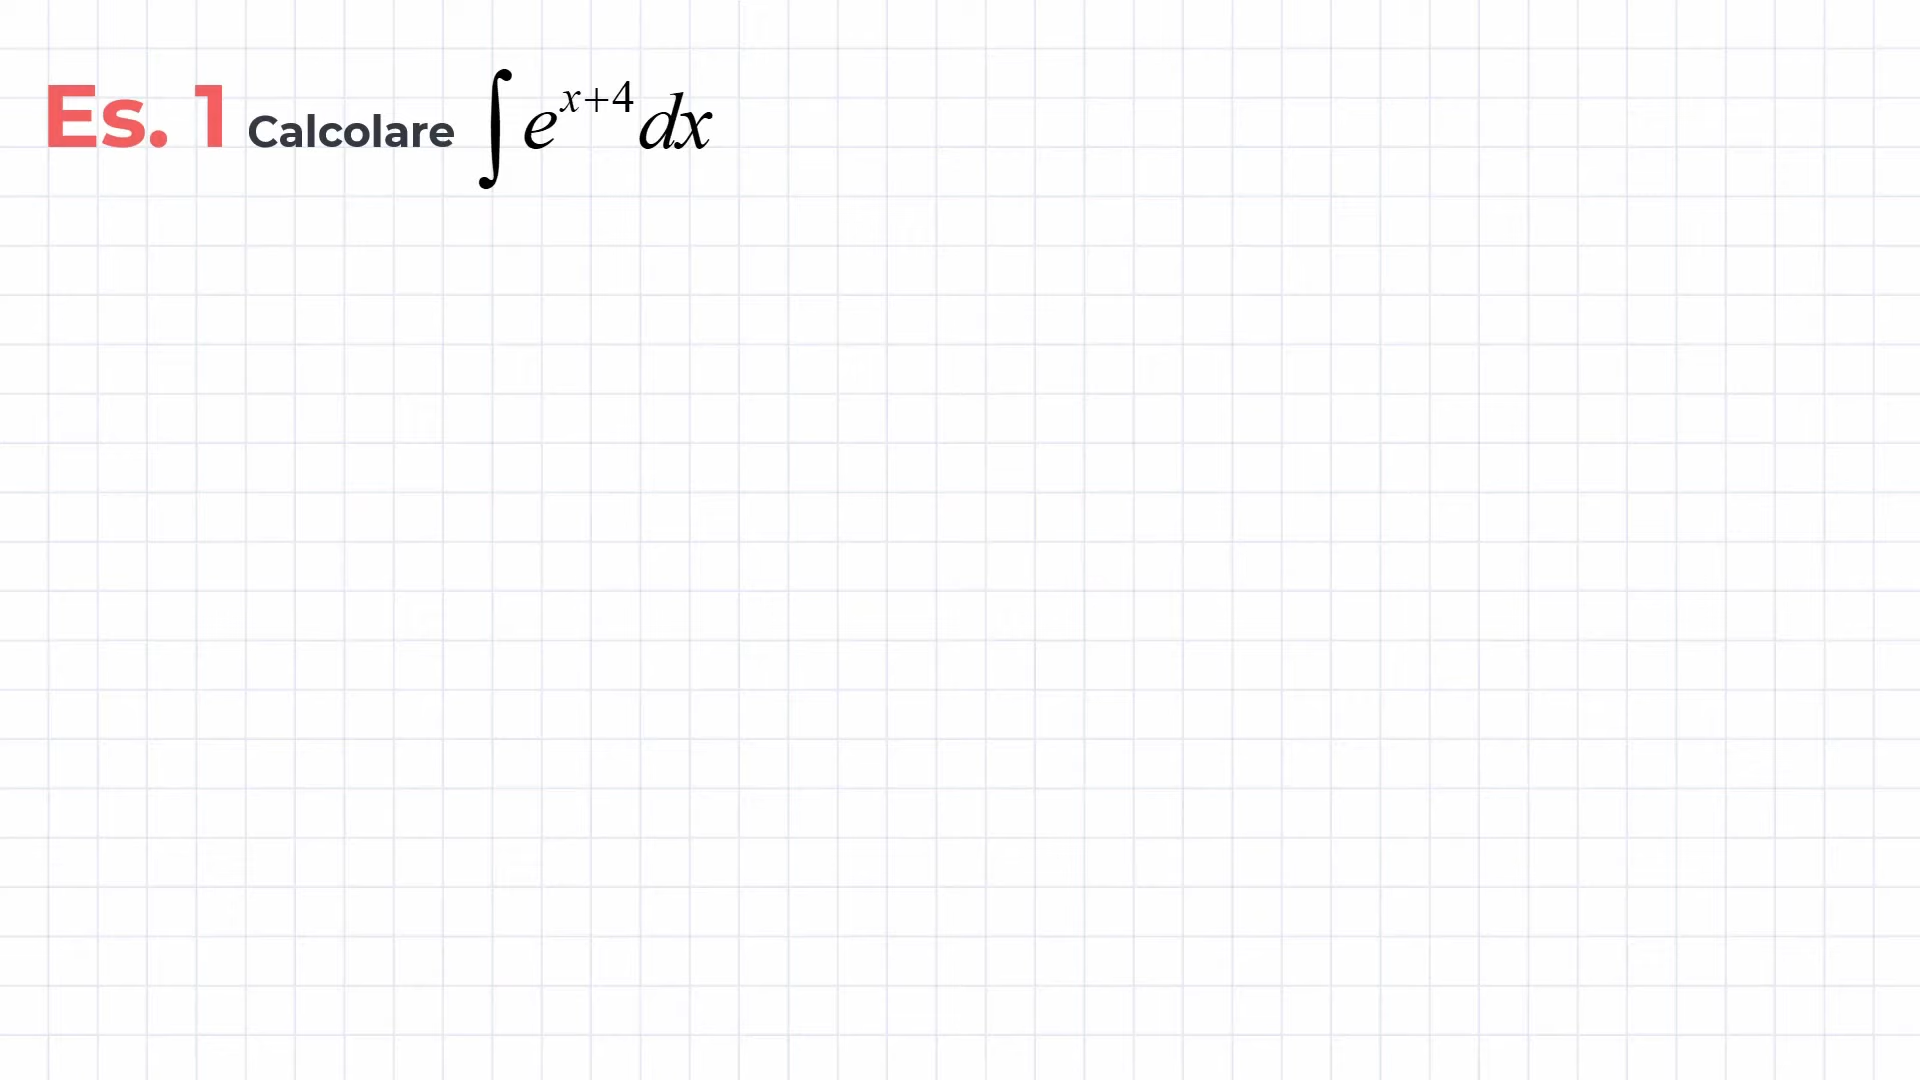 Es. 1 Calcolare ∫ e^{x+4} dx